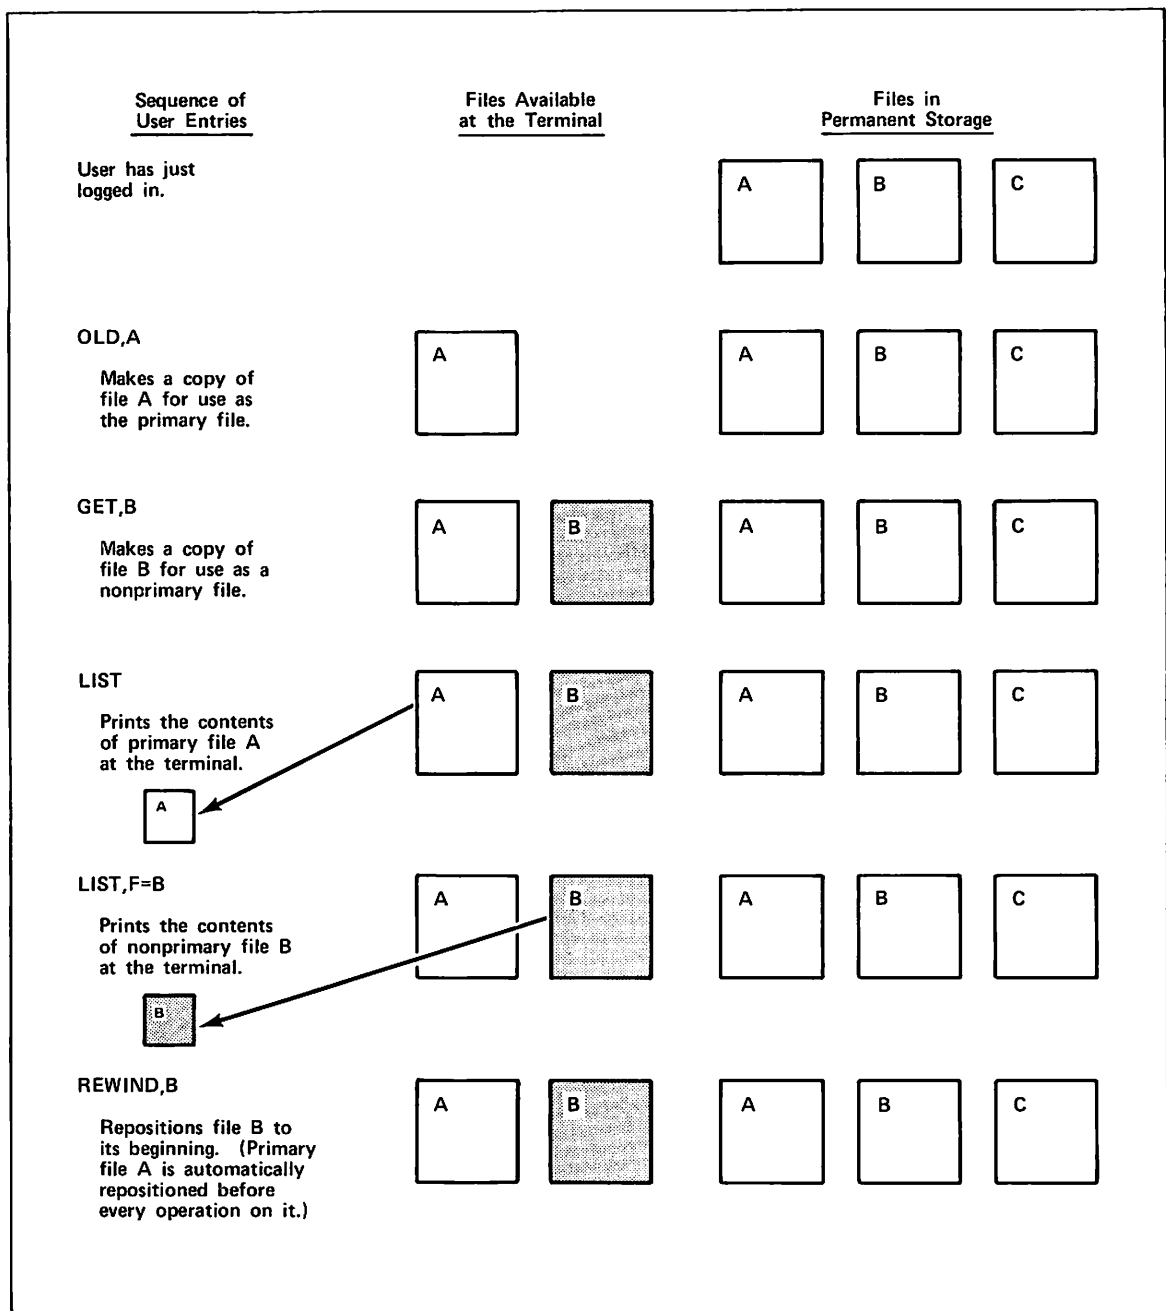 Sequence of
User Entries
Files Available
at the Terminal
Files in
Permanent Storage
User has just
logged in.
A
B
C
OLD,A
Makes a copy of
file A for use as
the primary file.
A
A
B
C
GET,B
Makes a copy of
file B for use as a
nonprimary file.
A
B
A
B
C
LIST
Prints the contents
of primary file A
at the terminal.
A
A
B
A
B
C
LIST,F=B
Prints the contents
of nonprimary file B
at the terminal.
B
A
B
A
B
C
REWIND,B
Repositions file B to
its beginning. (Primary
file A is automatically
repositioned before
every operation on it.)
A
B
A
B
C